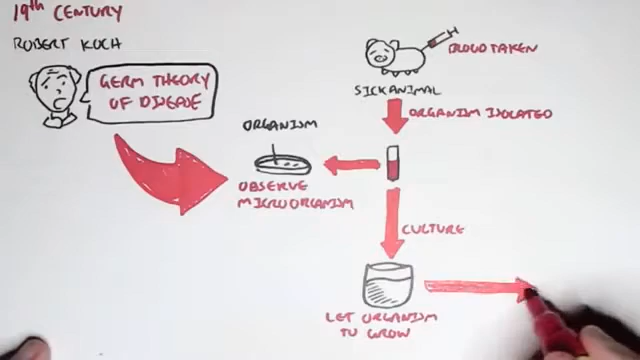 19th CENTURY
ROBERT KOCH
GERM THEORY
OF DISEASE
BLOOD TAKEN
SICK ANIMAL
ORGANISM ISOLATED
ORGANISM
OBSERVE
MICROORGANISM
CULTURE
LET ORGANISM
TO GROW